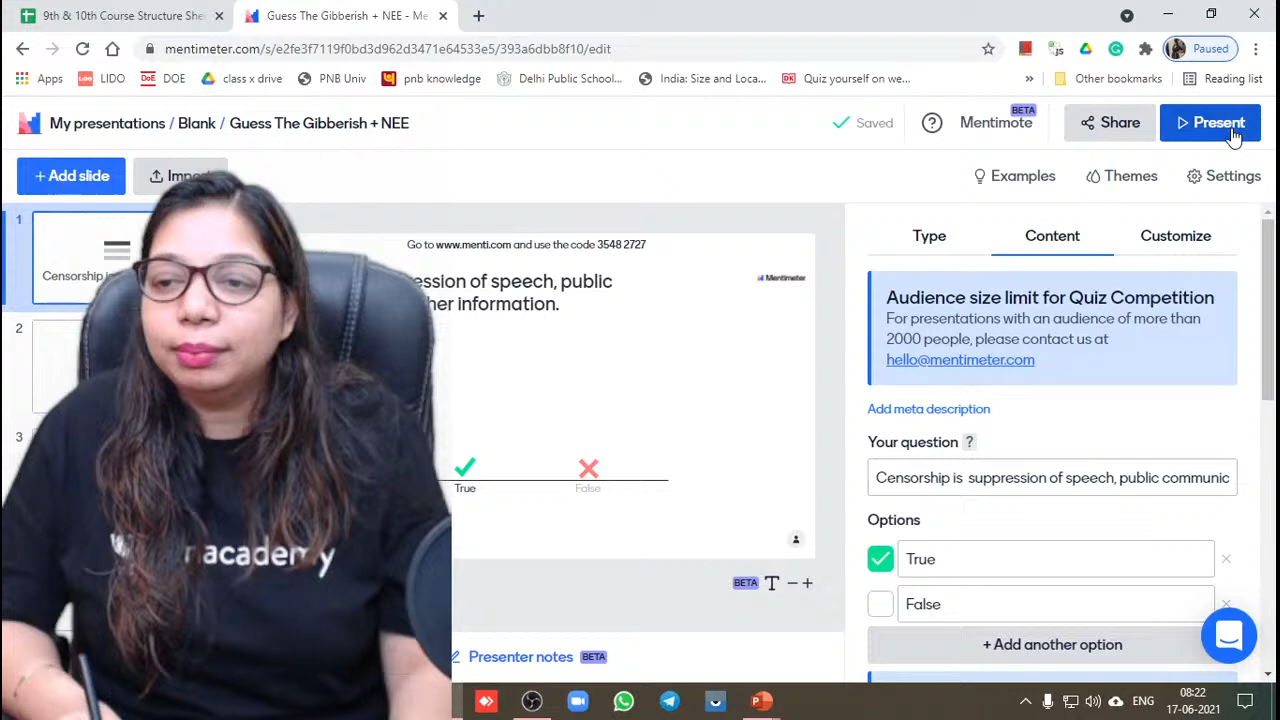 9th & 10th Course Structure She
Guess The Gibberish + NEE - Me
mentimeter.com/s/e2fe3f7119f0bd3d962d3471e64533e5/393a6dbb8f10/edit
Paused
Apps
LIDO
DOE
class x drive
PNB Univ
pnb knowledge
Delhi Public School...
India: Size and Loca...
Quiz yourself on we...
Other bookmarks
Reading list
My presentations / Blank / Guess The Gibberish + NEE
Saved
Mentimote
BETA
Share
Present
+ Add slide
Examples
Themes
Settings
1
Censorship
2
3
Go to www.menti.com and use the code 3548 2727
Mentimeter
ession of speech, public
her information.
True
False
BETA
Presenter notes BETA
Type
Content
Customize
Audience size limit for Quiz Competition
For presentations with an audience of more than
2000 people, please contact us at
hello@mentimeter.com
Add meta description
Your question ?
Censorship is suppression of speech, public communic
Options
True
False
+ Add another option
nacademy
ENG
08:22
17-06-2021